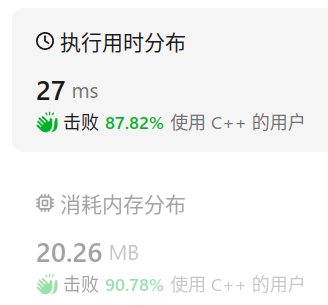 执行用时分布
27 ms
击败 87.82% 使用 C++ 的用户
消耗内存分布
20.26 MB
击败 90.78% 使用 C++ 的用户